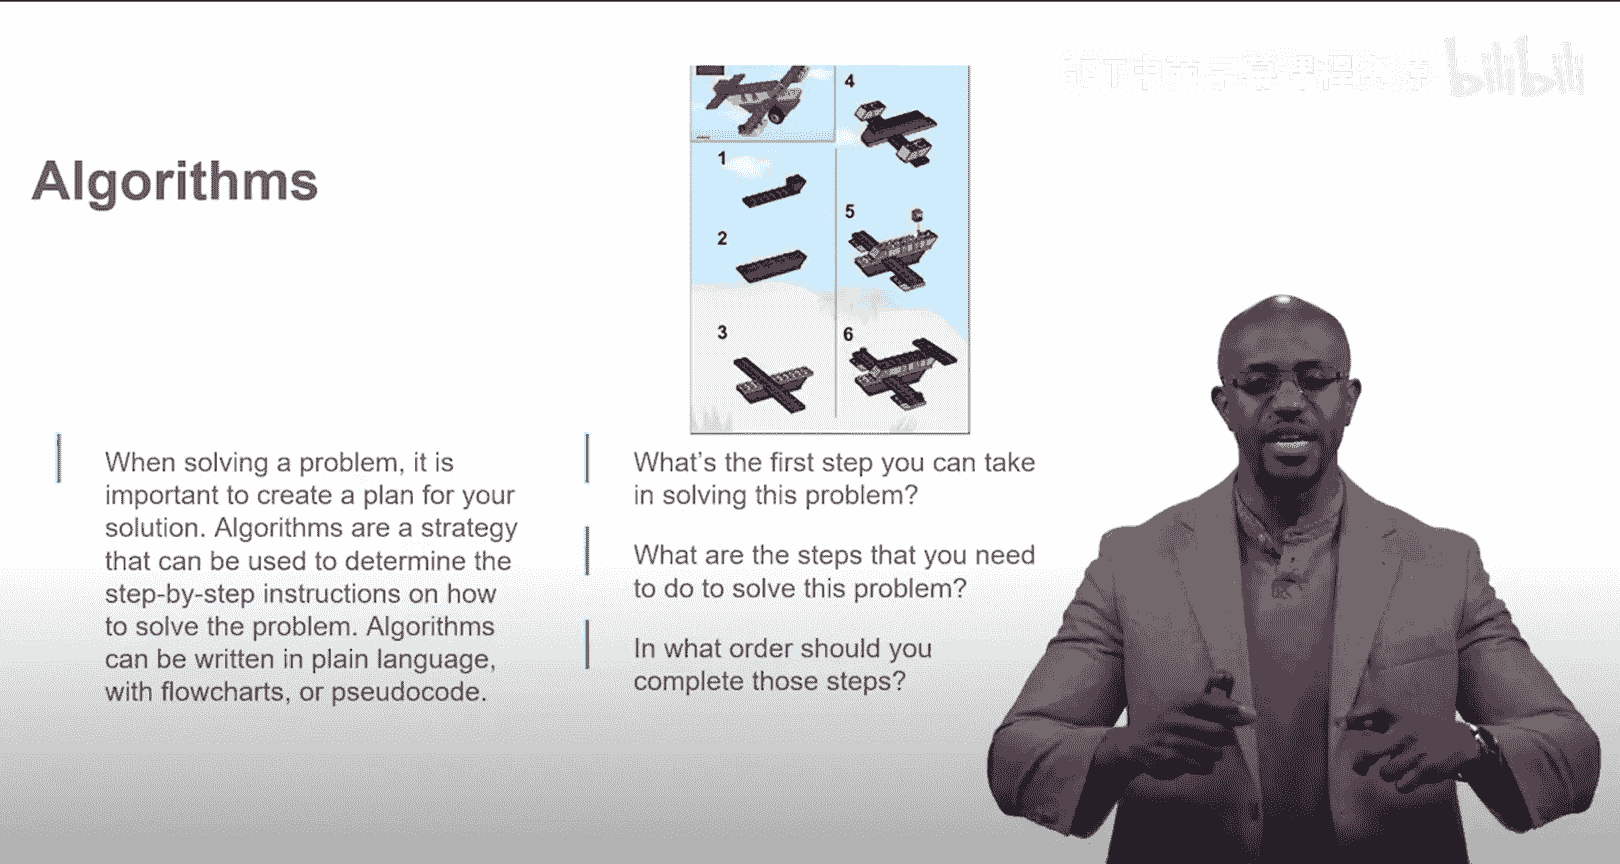 bilibili
Algorithms
1
2
3
4
5
6
When solving a problem, it is
important to create a plan for your
solution. Algorithms are a strategy
that can be used to determine the
step-by-step instructions on how
to solve the problem. Algorithms
can be written in plain language,
with flowcharts, or pseudocode.
What’s the first step you can take
in solving this problem?
What are the steps that you need
to do to solve this problem?
In what order should you
complete those steps?